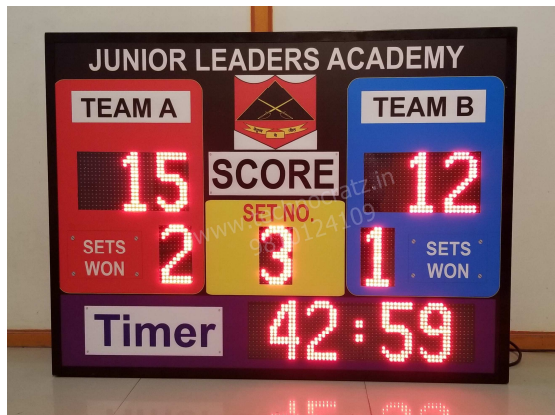 JUNIOR LEADERS ACADEMY
TEAM A
TEAM B
15
SCORE
12
SET NO.
SETS
WON
2
3
1
SETS
WON
Timer
42:59
9810124109